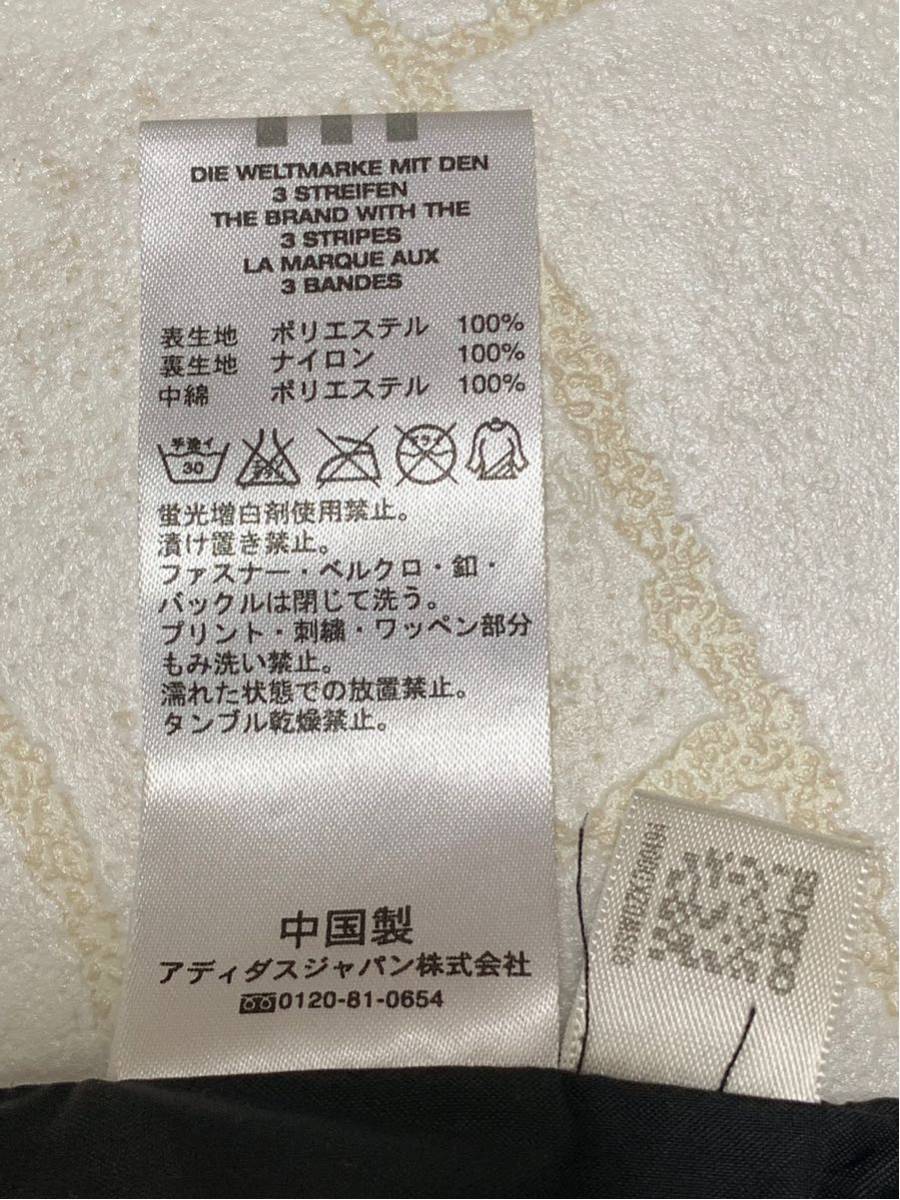 DIE WELTMARKE MIT DEN
3 STREIFEN
THE BRAND WITH THE
3 STRIPES
LA MARQUE AUX
3 BANDES
表生地 ポリエステル 100%
裏生地 ナイロン 100%
中綿 ポリエステル 100%
手洗イ
30
蛍光増白剤使用禁止。
漬け置き禁止。
ファスナー・ベルクロ・釦・
バックルは閉じて洗う。
プリント・刺繍・ワッペン部分
もみ洗い禁止。
濡れた状態での放置禁止。
タンブル乾燥禁止。
中国製
アディダスジャパン株式会社
0120-81-0654
adidas